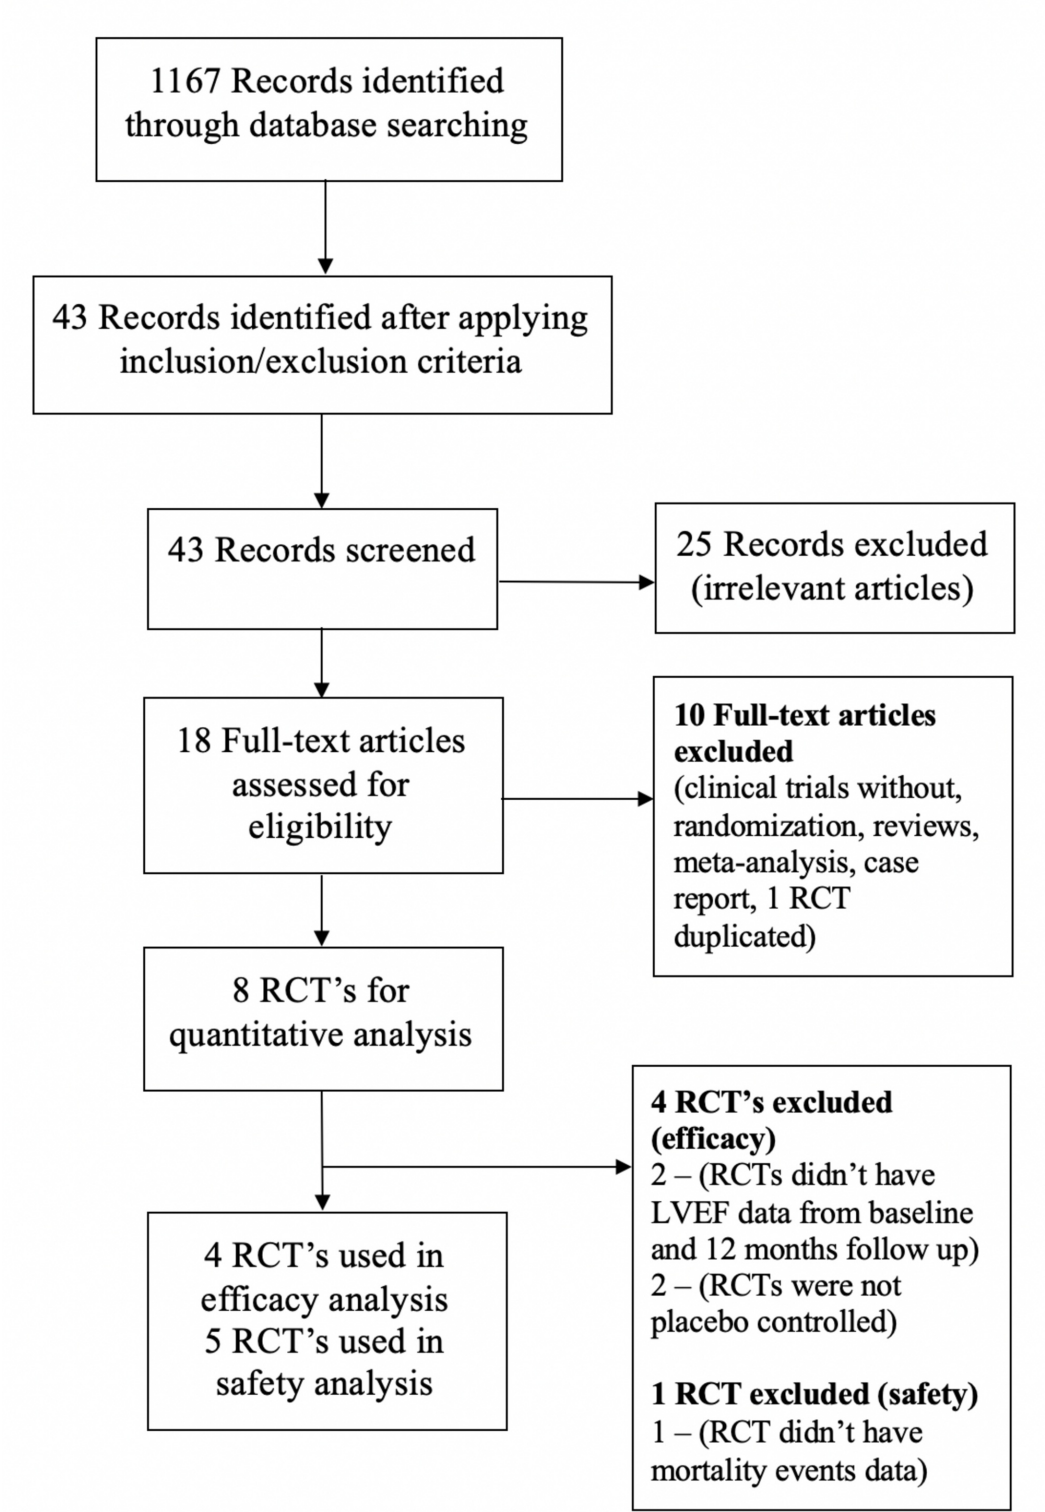 1167 Records identified
through database searching
43 Records identified after applying
inclusion/exclusion criteria
43 Records screened
25 Records excluded
(irrelevant articles)
18 Full-text articles
assessed for
eligibility
10 Full-text articles
excluded
(clinical trials without,
randomization, reviews,
meta-analysis, case
report, 1 RCT
duplicated)
8 RCT’s for
quantitative analysis
4 RCT’s excluded
(efficacy)
2 – (RCTs didn’t have
LVEF data from baseline
and 12 months follow up)
2 – (RCTs were not
placebo controlled)
1 RCT excluded (safety)
1 – (RCT didn’t have
mortality events data)
4 RCT’s used in
efficacy analysis
5 RCT’s used in
safety analysis